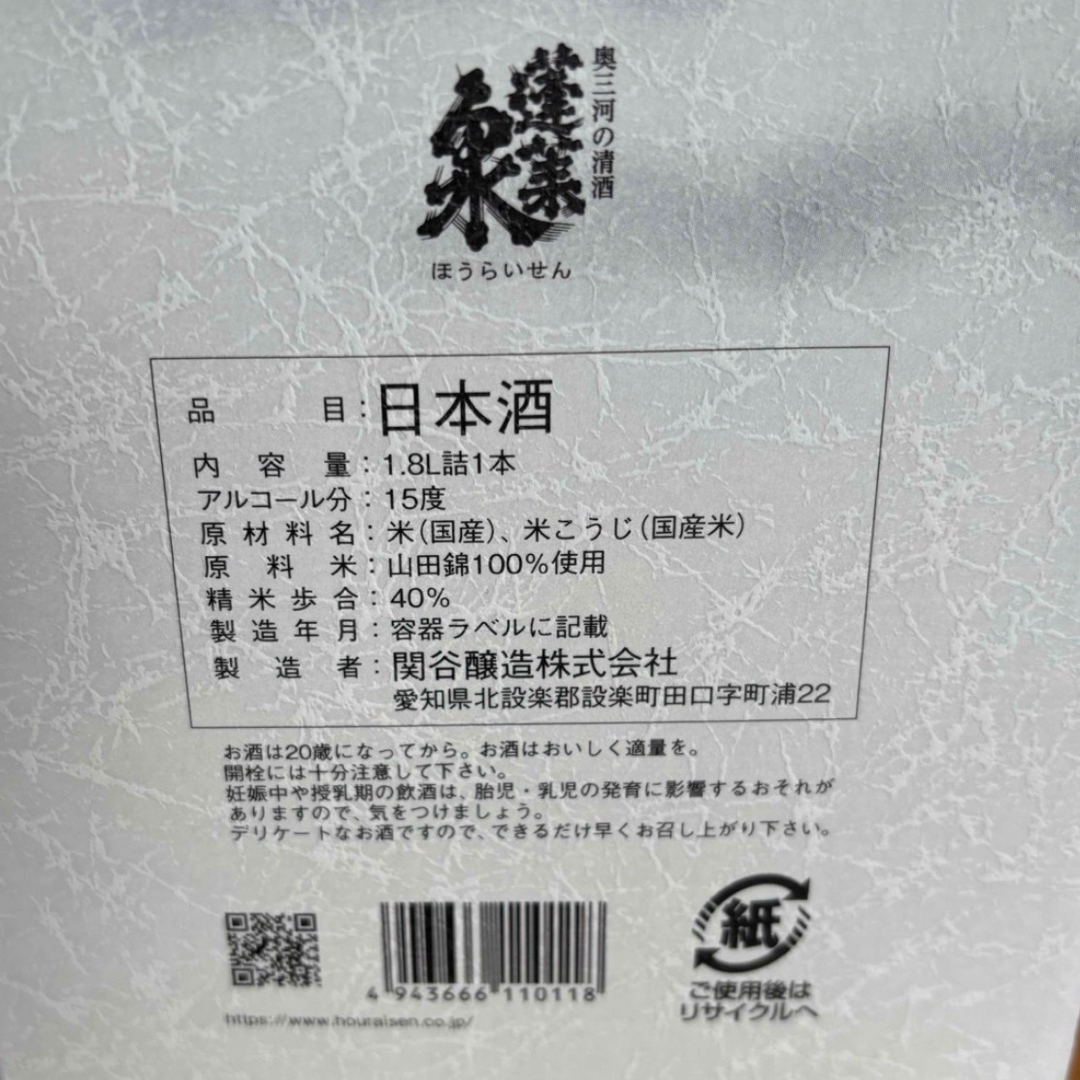 奥三河の清酒
蓬莱泉
ほうらいせん
品目:日本酒
内容量:1.8L詰1本
アルコール分:15度
原材料名:米(国産)、米こうじ(国産米)
原料米:山田錦100%使用
精米歩合:40%
製造年月:容器ラベルに記載
製造者:関谷醸造株式会社
愛知県北設楽郡設楽町田口字町浦22
お酒は20歳になってから。お酒はおいしく適量を。
開栓には十分注意して下さい。
妊娠中や授乳期の飲酒は、胎児・乳児の発育に影響するおそれが
ありますので、気をつけましょう。
デリケートなお酒ですので、できるだけ早くお召し上がり下さい。
紙
4 943666 110118
ご使用後は
リサイクルへ
https://www.houraisen.co.jp/